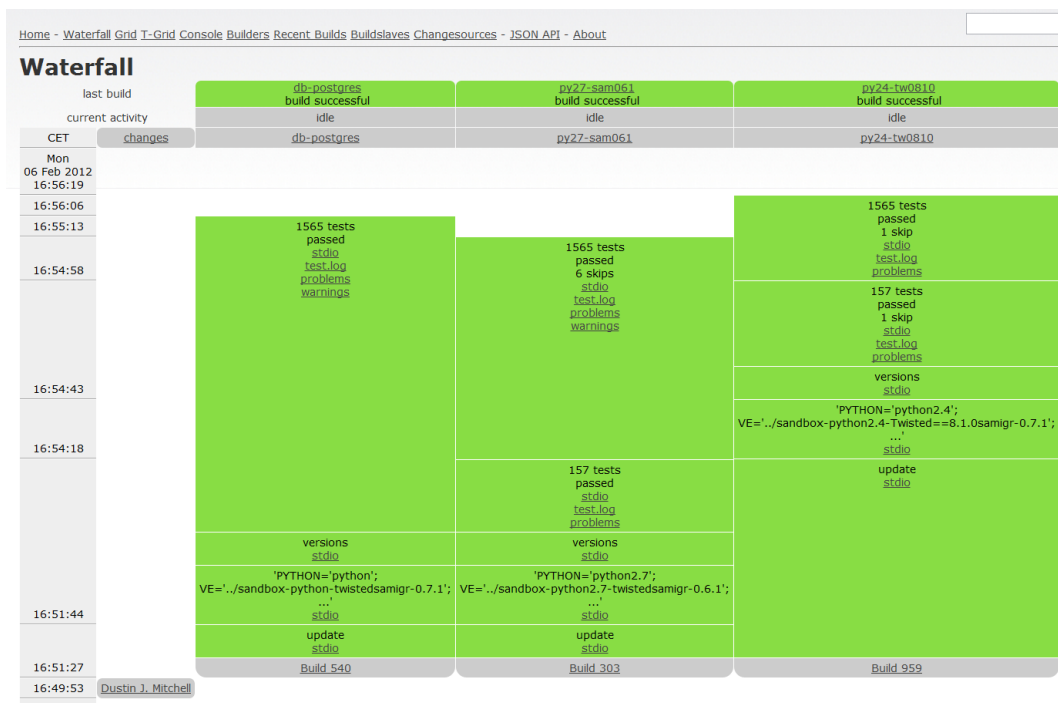 Home - Waterfall Grid T-Grid Console Builders Recent Builds Buildslaves Changesources - JSON API - About
Waterfall
last build
db-postgres
build successful
py27-sam061
build successful
py24-tw0810
build successful
current activity
idle
idle
idle
CET
changes
db-postgres
py27-sam061
py24-tw0810
Mon
06 Feb 2012
16:56:19
16:56:06
16:55:13
16:54:58
16:54:43
16:54:18
16:51:44
16:51:27
16:49:53
Dustin J. Mitchell
1565 tests
passed
stdio
test.log
problems
warnings
versions
stdio
'PYTHON='python';
VE='../sandbox-python-twistedsamigr-0.7.1';
...'
stdio
update
stdio
Build 540
1565 tests
passed
6 skips
stdio
test.log
problems
warnings
157 tests
passed
stdio
test.log
problems
versions
stdio
'PYTHON='python2.7';
VE='../sandbox-python2.7-twistedsamigr-0.6.1';
...'
stdio
update
stdio
Build 303
1565 tests
passed
1 skip
stdio
test.log
problems
157 tests
passed
1 skip
stdio
test.log
problems
versions
stdio
'PYTHON='python2.4';
VE='../sandbox-python2.4-Twisted==8.1.0samigr-0.7.1';
...'
stdio
update
stdio
Build 959